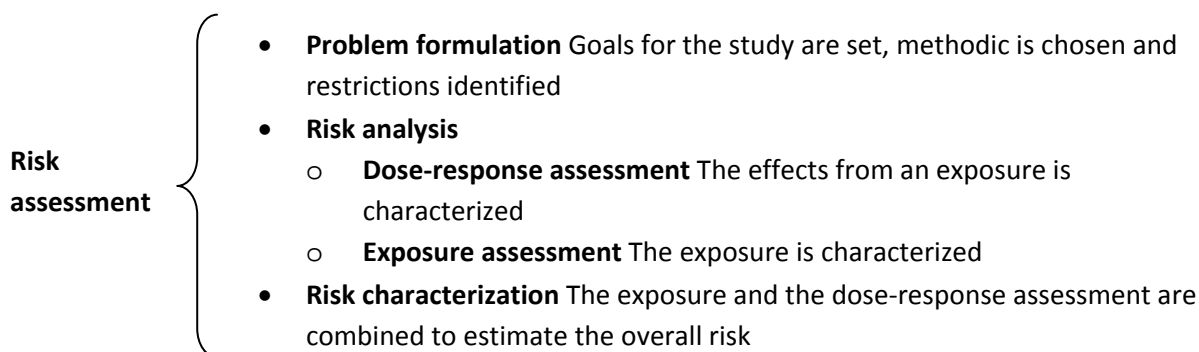 Risk
assessment
• Problem formulation Goals for the study are set, methodic is chosen and
restrictions identified
• Risk analysis
o Dose-response assessment The effects from an exposure is
characterized
o Exposure assessment The exposure is characterized
• Risk characterization The exposure and the dose-response assessment are
combined to estimate the overall risk